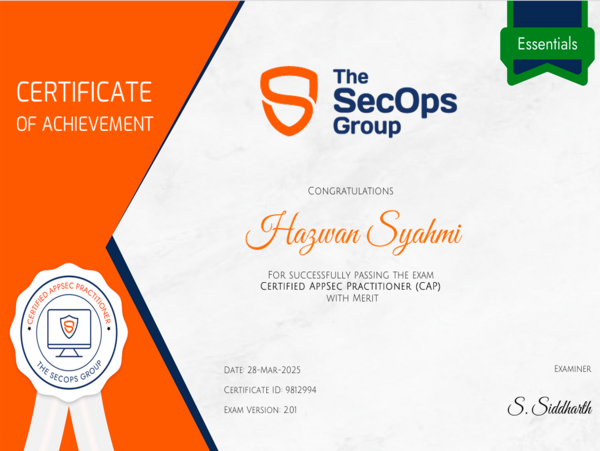 Essentials
CERTIFICATE
OF ACHIEVEMENT
The
SecOps
Group
CONGRATULATIONS
Hazwan Syahmi
FOR SUCCESSFULLY PASSING THE EXAM
CERTIFIED APPSEC PRACTITIONER (CAP)
WITH MERIT
CERTIFIED APPSEC PRACTITIONER
THE SECOPS GROUP
DATE: 28-MAR-2025
CERTIFICATE ID: 9812994
EXAM VERSION: 2.01
EXAMINER
S. Siddharth